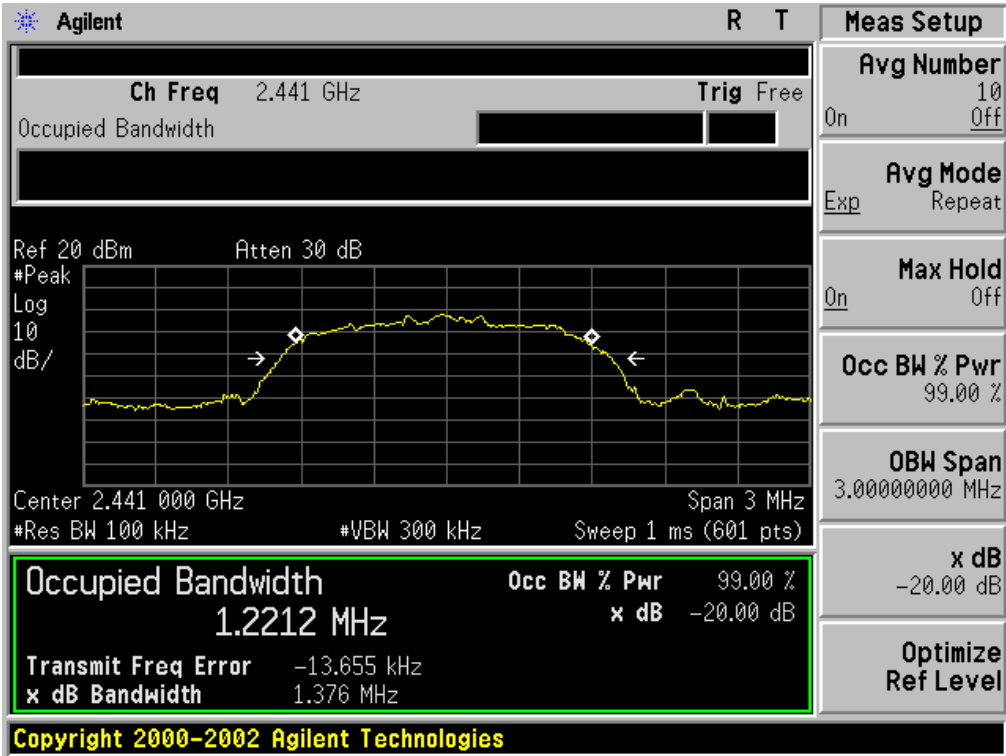 Agilent R T
Ch Freq 2.441 GHz Trig Free
Occupied Bandwidth
Ref 20 dBm Atten 30 dB
#Peak
Log
10
dB/
Center 2.441 000 GHz Span 3 MHz
#Res BW 100 kHz #VBW 300 kHz Sweep 1 ms (601 pts)
Occupied Bandwidth
1.2212 MHz
Occ BW % Pwr 99.00 %
x dB -20.00 dB
Transmit Freq Error -13.655 kHz
x dB Bandwidth 1.376 MHz
Copyright 2000-2002 Agilent Technologies
Meas Setup
Avg Number
10
On Off
Avg Mode
Exp Repeat
Max Hold
On Off
Occ BW % Pwr
99.00 %
OBW Span
3.00000000 MHz
x dB
-20.00 dB
Optimize
Ref Level